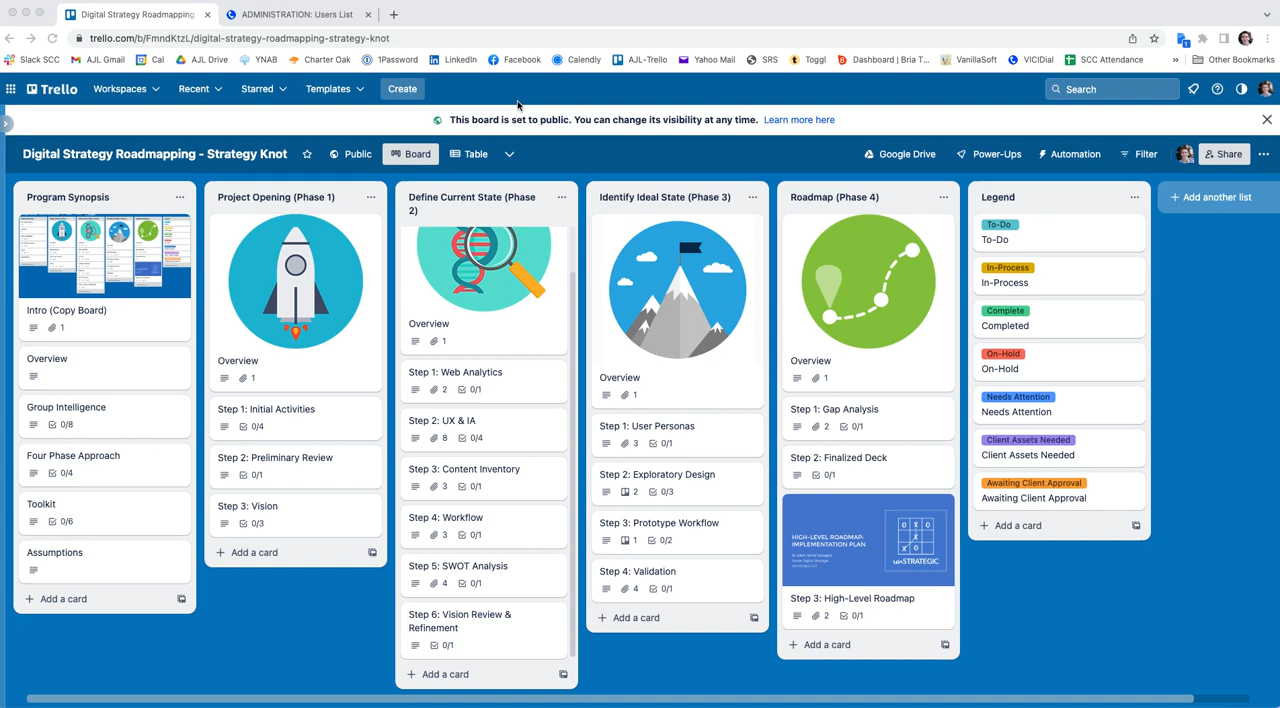 Digital Strategy Roadmapping
ADMINISTRATION: Users List
trello.com/b/FmndKtzL/digital-strategy-roadmapping-strategy-knot
Slack SCC
AJL Gmail
Cal
AJL Drive
YNAB
Charter Oak
1Password
LinkedIn
Facebook
Calendly
AJL-Trello
Yahoo Mail
SRS
Toggl
Dashboard | Bria T...
VanillaSoft
VICIDial
SCC Attendance
»
Other Bookmarks
Trello
Workspaces
Recent
Starred
Templates
Create
Search
This board is set to public. You can change its visibility at any time. Learn more here
Digital Strategy Roadmapping - Strategy Knot
Public
Board
Table
Google Drive
Power-Ups
Automation
Filter
Share
Program Synopsis
Intro (Copy Board)
1
Overview
Group Intelligence
0/8
Four Phase Approach
0/4
Toolkit
0/6
Assumptions
+ Add a card
Project Opening (Phase 1)
Overview
1
Step 1: Initial Activities
0/4
Step 2: Preliminary Review
0/1
Step 3: Vision
0/3
+ Add a card
Define Current State (Phase
2)
Overview
1
Step 1: Web Analytics
2 0/1
Step 2: UX & IA
8 0/4
Step 3: Content Inventory
3 0/1
Step 4: Workflow
3 0/1
Step 5: SWOT Analysis
4 0/1
Step 6: Vision Review &
Refinement
0/1
+ Add a card
Identify Ideal State (Phase 3)
Overview
1
Step 1: User Personas
3 0/1
Step 2: Exploratory Design
2 0/3
Step 3: Prototype Workflow
1 0/2
Step 4: Validation
4 0/1
+ Add a card
Roadmap (Phase 4)
Overview
1
Step 1: Gap Analysis
2 0/1
Step 2: Finalized Deck
0/1
HIGH-LEVEL ROADMAP:
IMPLEMENTATION PLAN
O X O
X
X O
unSTRATEGIC
Step 3: High-Level Roadmap
2 0/1
+ Add a card
Legend
To-Do
To-Do
In-Process
In-Process
Complete
Completed
On-Hold
On-Hold
Needs Attention
Needs Attention
Client Assets Needed
Client Assets Needed
Awaiting Client Approval
Awaiting Client Approval
+ Add a card
+ Add another list